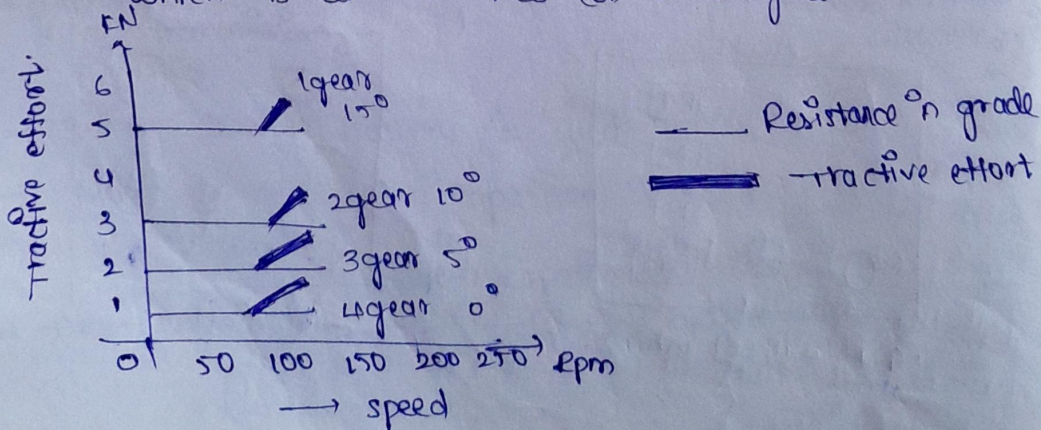 KN
6
1gear
15°
5
4
2gear 10°
3
3gear 5°
2
4gear 0°
1
0 50 100 150 200 250 Rpm
→ speed
Tractive effort.
Resistance in grade
Tractive effort